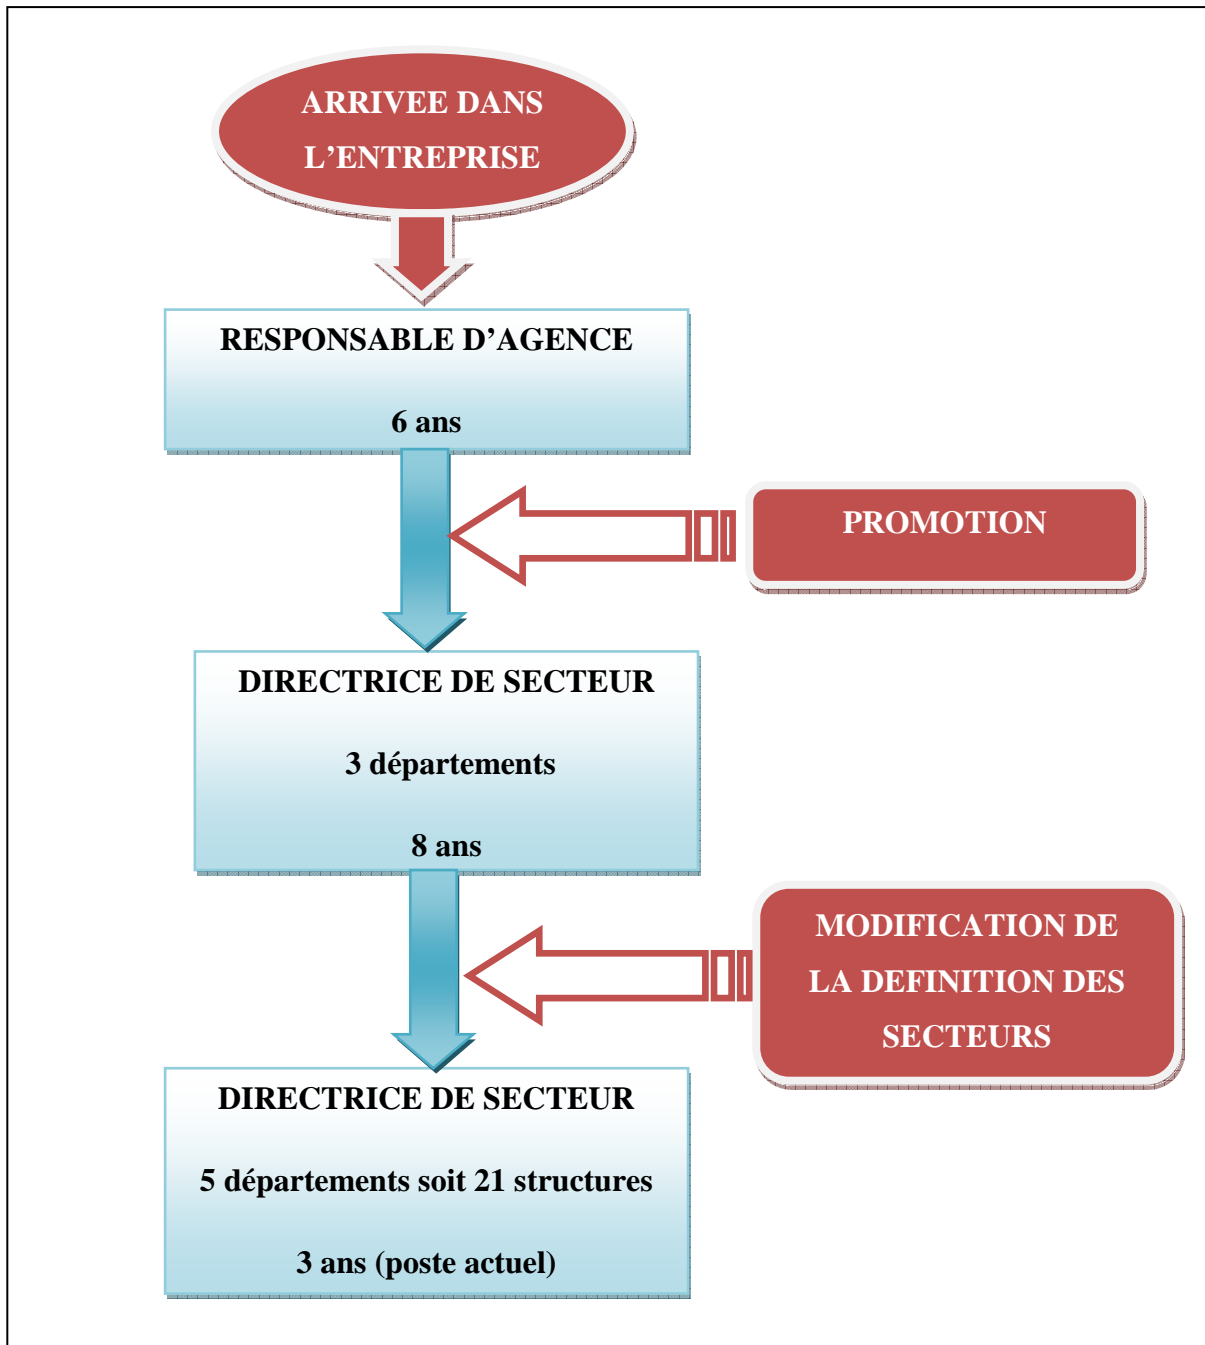 ARRIVEE DANS
L’ENTREPRISE
RESPONSABLE D’AGENCE
6 ans
PROMOTION
DIRECTRICE DE SECTEUR
3 départements
8 ans
MODIFICATION DE
LA DEFINITION DES
SECTEURS
DIRECTRICE DE SECTEUR
5 départements soit 21 structures
3 ans (poste actuel)